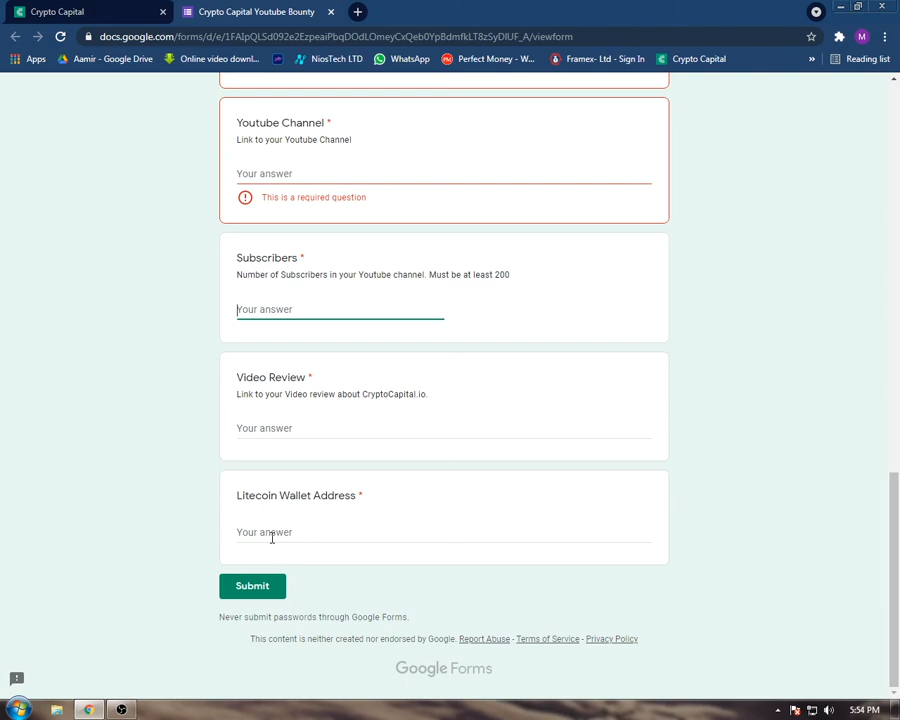 Crypto Capital
Crypto Capital Youtube Bounty
docs.google.com/forms/d/e/1FAIpQLSd092e2EzpeaiPbqDOdLOmeyCxQeb0YpBdmfkLT8zSyDlUF_A/viewform
M
Apps
Aamir - Google Drive
Online video downl...
NiosTech LTD
WhatsApp
Perfect Money - W...
Framex- Ltd - Sign In
Crypto Capital
»
Reading list
Youtube Channel *
Link to your Youtube Channel
Your answer
This is a required question
Subscribers *
Number of Subscribers in your Youtube channel. Must be at least 200
Your answer
Video Review *
Link to your Video review about CryptoCapital.io.
Your answer
Litecoin Wallet Address *
Your answer
Submit
Never submit passwords through Google Forms.
This content is neither created nor endorsed by Google. Report Abuse - Terms of Service - Privacy Policy
Google Forms
5:54 PM